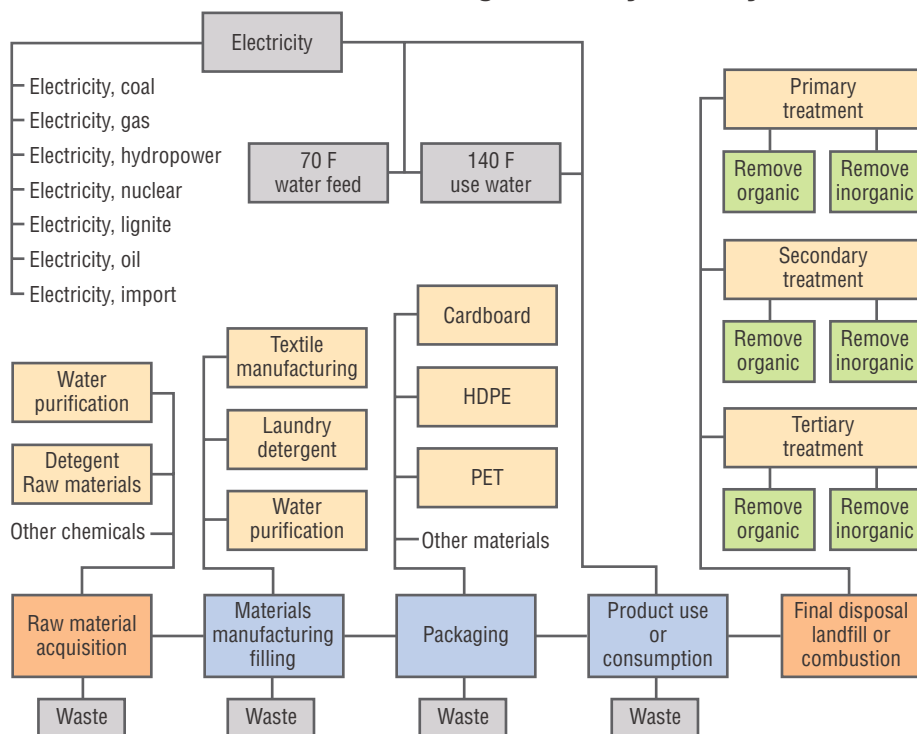 Electricity
Electricity, coal
Electricity, gas
Electricity, hydropower
Electricity, nuclear
Electricity, lignite
Electricity, oil
Electricity, import
70 F
water feed
140 F
use water
Primary
treatment
Remove
organic
Remove
inorganic
Secondary
treatment
Remove
organic
Remove
inorganic
Tertiary
treatment
Remove
organic
Remove
inorganic
Water
purification
Detegent
Raw materials
Other chemicals
Textile
manufacturing
Laundry
detergent
Water
purification
Cardboard
HDPE
PET
Other materials
Raw material
acquisition
Materials
manufacturing
filling
Packaging
Product use
or
consumption
Final disposal
landfill or
combustion
Waste
Waste
Waste
Waste